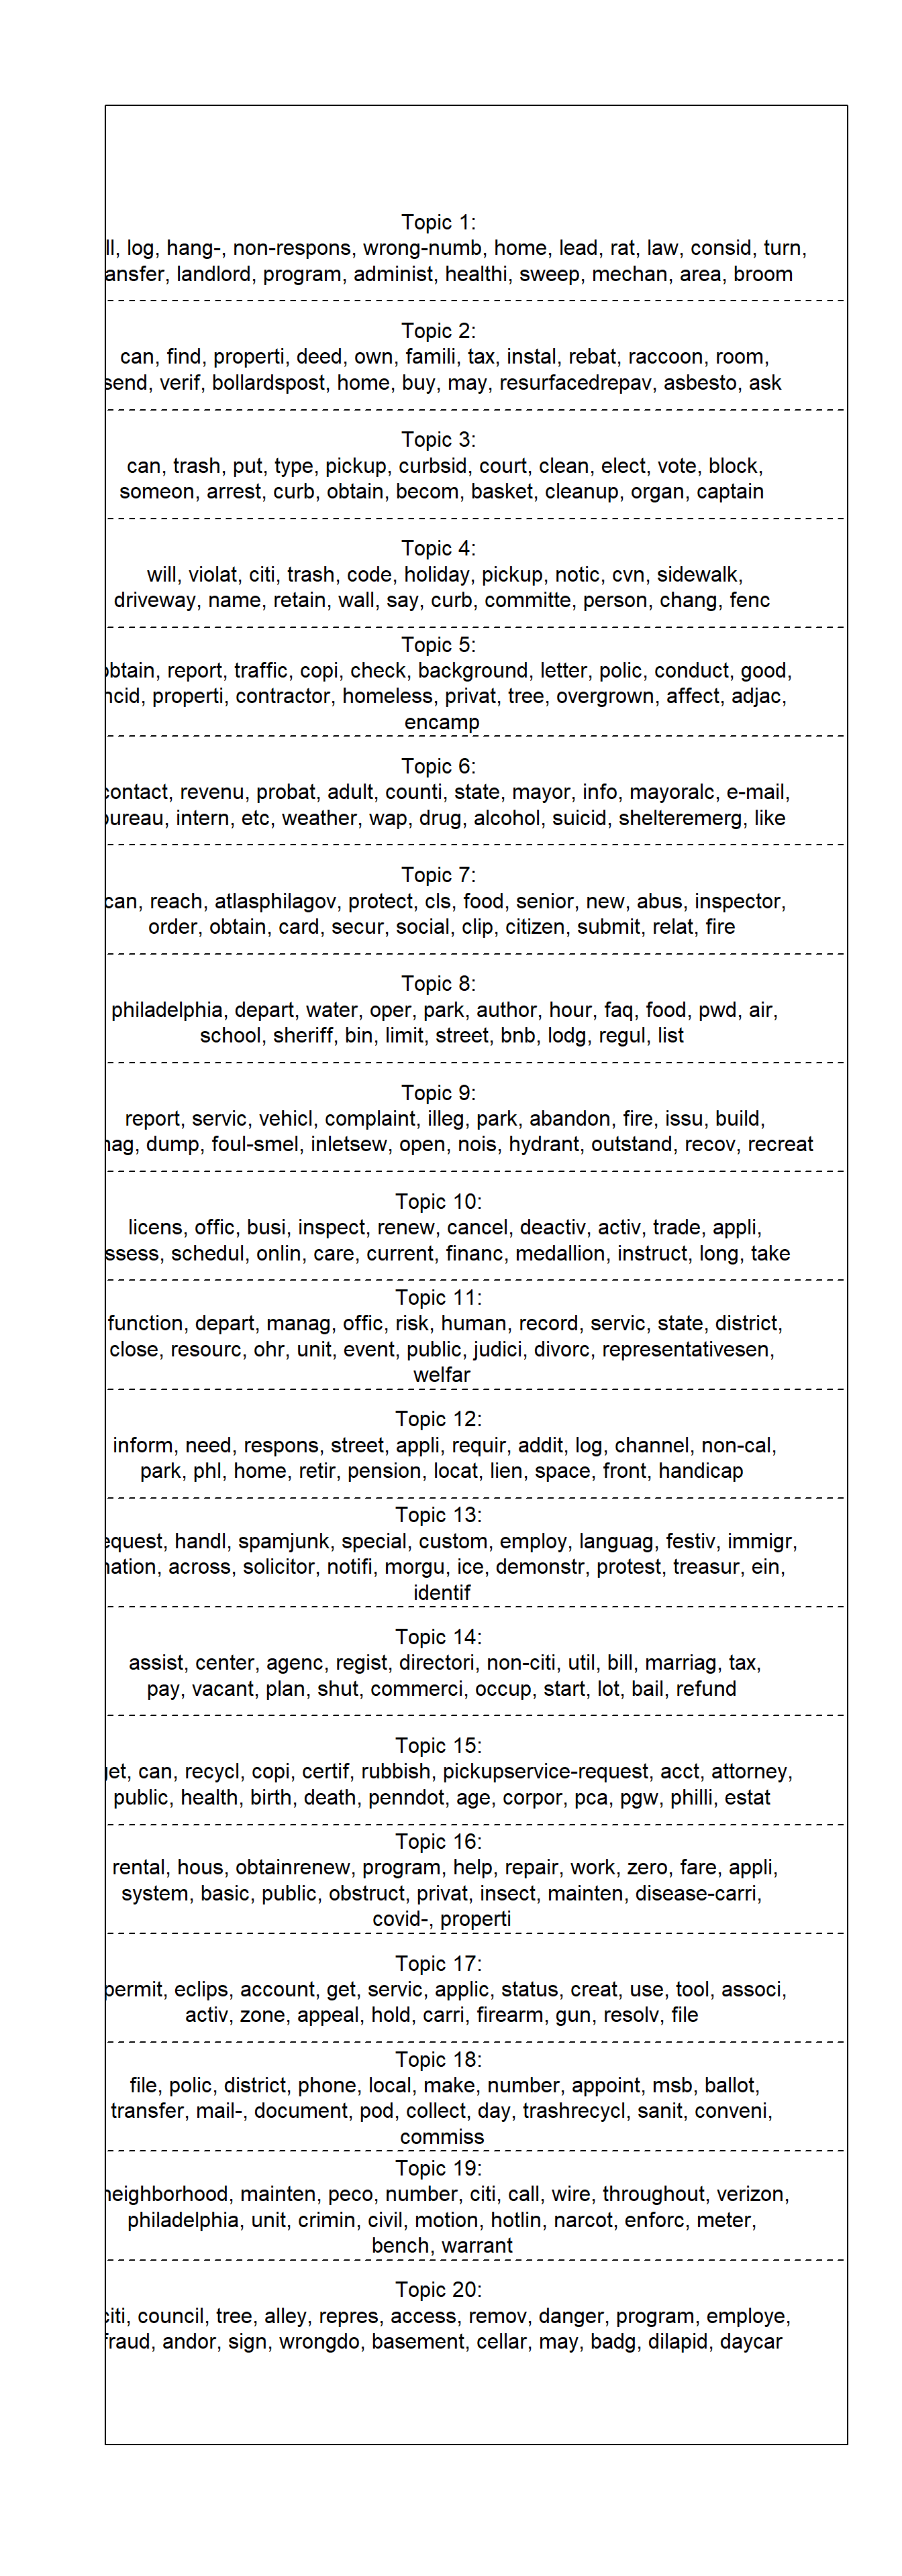 Topic 1:
ll, log, hang-, non-respons, wrong-numb, home, lead, rat, law, consid, turn,
ansfer, landlord, program, administ, healthi, sweep, mechan, area, broom
Topic 2:
can, find, properti, deed, own, famili, tax, instal, rebat, raccoon, room,
send, verif, bollardspost, home, buy, may, resurfacedrepav, asbesto, ask
Topic 3:
can, trash, put, type, pickup, curbsid, court, clean, elect, vote, block,
someon, arrest, curb, obtain, becom, basket, cleanup, organ, captain
Topic 4:
will, violat, citi, trash, code, holiday, pickup, notic, cvn, sidewalk,
driveway, name, retain, wall, say, curb, committe, person, chang, fenc
Topic 5:
obtain, report, traffic, copi, check, background, letter, polic, conduct, good,
ncid, properti, contractor, homeless, privat, tree, overgrown, affect, adjac,
encamp
Topic 6:
contact, revenu, probat, adult, counti, state, mayor, info, mayoralc, e-mail,
bureau, intern, etc, weather, wap, drug, alcohol, suicid, shelteremerg, like
Topic 7:
can, reach, atlasphilagov, protect, cls, food, senior, new, abus, inspector,
order, obtain, card, secur, social, clip, citizen, submit, relat, fire
Topic 8:
philadelphia, depart, water, oper, park, author, hour, faq, food, pwd, air,
school, sheriff, bin, limit, street, bnb, lodg, regul, list
Topic 9:
report, servic, vehicl, complaint, illeg, park, abandon, fire, issu, build,
nag, dump, foul-smel, inletsew, open, nois, hydrant, outstand, recov, recreat
Topic 10:
licens, offic, busi, inspect, renew, cancel, deactiv, activ, trade, appli,
ssess, schedul, onlin, care, current, financ, medallion, instruct, long, take
Topic 11:
function, depart, manag, offic, risk, human, record, servic, state, district,
close, resourc, ohr, unit, event, public, judici, divorc, representativesen,
welfar
Topic 12:
inform, need, respons, street, appli, requir, addit, log, channel, non-cal,
park, phl, home, retir, pension, locat, lien, space, front, handicap
Topic 13:
equest, handl, spamjunk, special, custom, employ, languag, festiv, immigr,
nation, across, solicitor, notifi, morgu, ice, demonstr, protest, treasur, ein,
identif
Topic 14:
assist, center, agenc, regist, directori, non-citi, util, bill, marriag, tax,
pay, vacant, plan, shut, commerci, occup, start, lot, bail, refund
Topic 15:
get, can, recycl, copi, certif, rubbish, pickupservice-request, acct, attorney,
public, health, birth, death, penndot, age, corpor, pca, pgw, philli, estat
Topic 16:
rental, hous, obtainrenew, program, help, repair, work, zero, fare, appli,
system, basic, public, obstruct, privat, insect, mainten, disease-carri,
covid-, properti
Topic 17:
permit, eclips, account, get, servic, applic, status, creat, use, tool, associ,
activ, zone, appeal, hold, carri, firearm, gun, resolv, file
Topic 18:
file, polic, district, phone, local, make, number, appoint, msb, ballot,
transfer, mail-, document, pod, collect, day, trashrecycl, sanit, conveni,
commiss
Topic 19:
neighborhood, mainten, peco, number, citi, call, wire, throughout, verizon,
philadelphia, unit, crimin, civil, motion, hotlin, narcot, enforc, meter,
bench, warrant
Topic 20:
citi, council, tree, alley, repres, access, remov, danger, program, employe,
fraud, andor, sign, wrongdo, basement, cellar, may, badg, dilapid, daycar